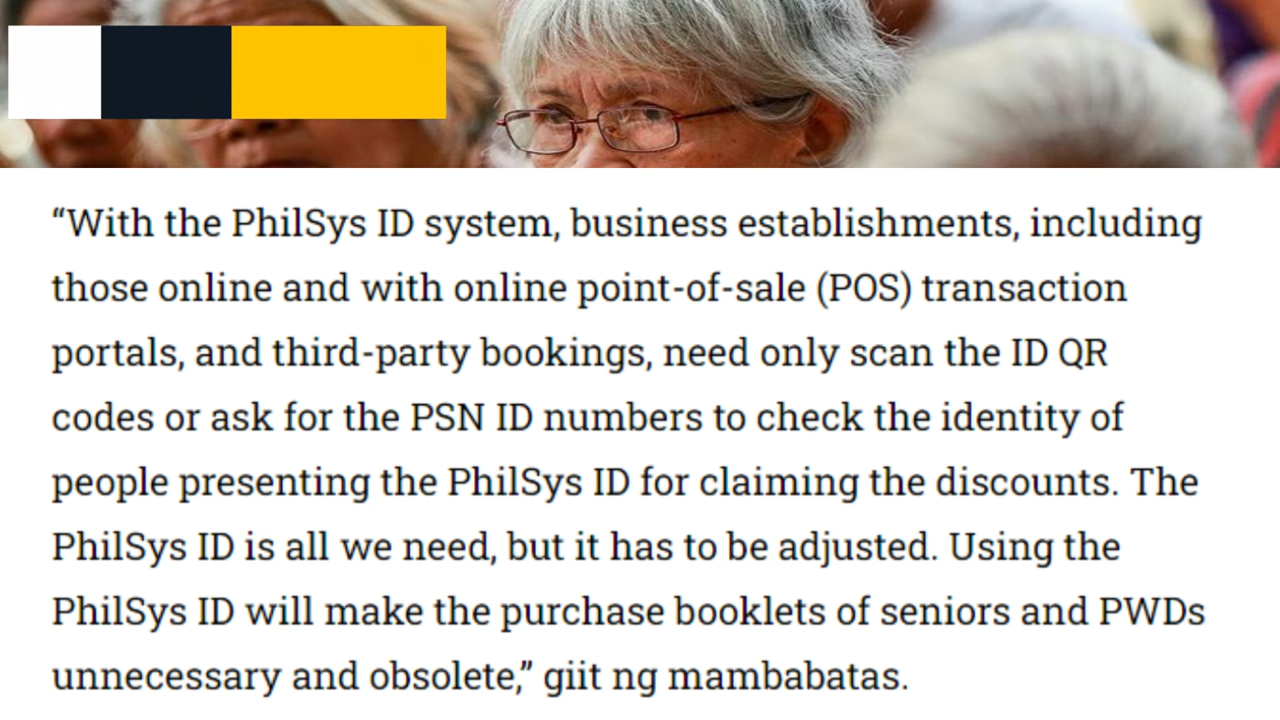 “With the PhilSys ID system, business establishments, including
those online and with online point-of-sale (POS) transaction
portals, and third-party bookings, need only scan the ID QR
codes or ask for the PSN ID numbers to check the identity of
people presenting the PhilSys ID for claiming the discounts. The
PhilSys ID is all we need, but it has to be adjusted. Using the
PhilSys ID will make the purchase booklets of seniors and PWDs
unnecessary and obsolete,” giit ng mambabatas.